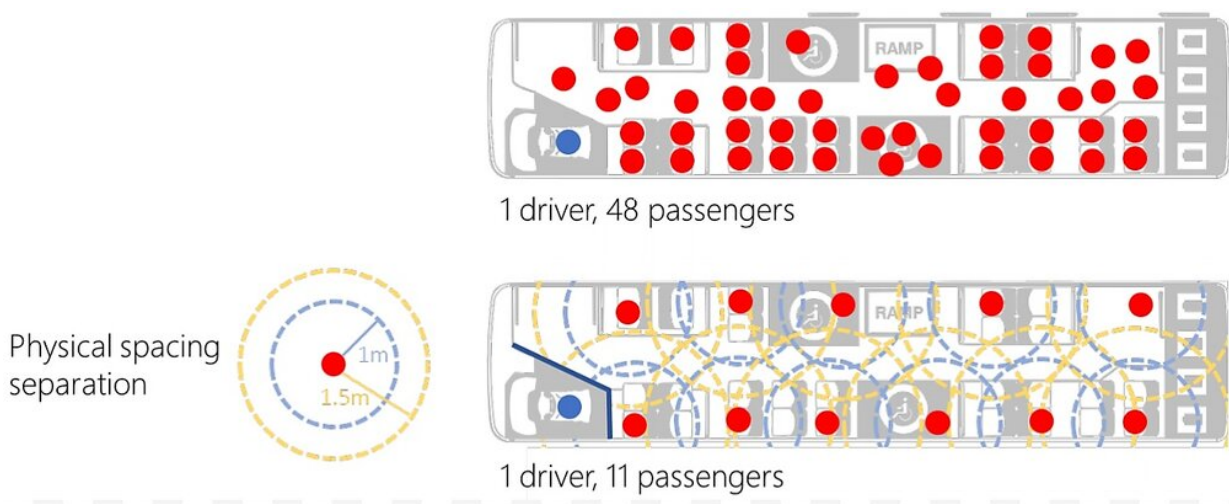 RAMP
1 driver, 48 passengers
Physical spacing
separation
1m
1.5m
RAMP
1 driver, 11 passengers